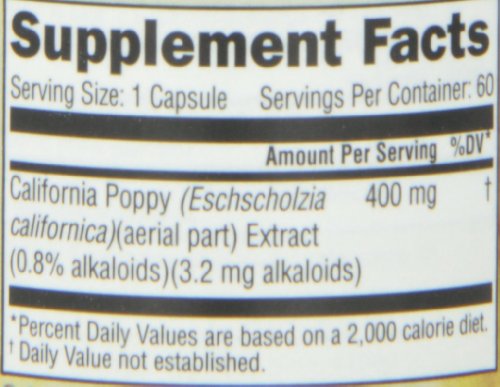 Supplement Facts
Serving Size: 1 Capsule Servings Per Container: 60
Amount Per Serving %DV*
California Poppy (Eschscholzia 400 mg †
californica)(aerial part) Extract
(0.8% alkaloids)(3.2 mg alkaloids)
*Percent Daily Values are based on a 2,000 calorie diet.
† Daily Value not established.